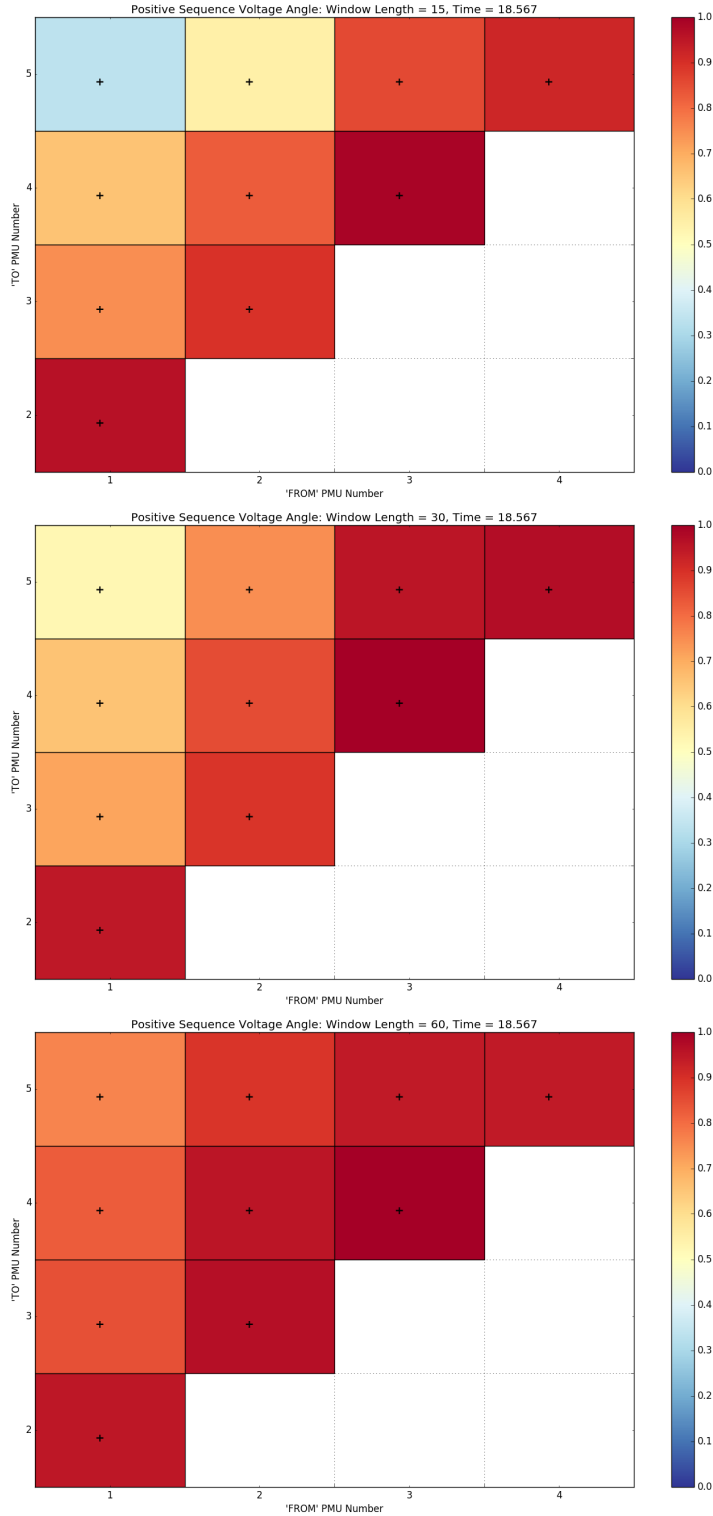 Positive Sequence Voltage Angle: Window Length = 15, Time = 18.567
1.0
0.9
0.8
0.7
0.6
0.5
0.4
0.3
0.2
0.1
0.0
5
4
3
2
'TO' PMU Number
+ + + +
+ + +
+ +
+
1 2 3 4
'FROM' PMU Number
Positive Sequence Voltage Angle: Window Length = 30, Time = 18.567
1.0
0.9
0.8
0.7
0.6
0.5
0.4
0.3
0.2
0.1
0.0
5
4
3
2
'TO' PMU Number
+ + + +
+ + +
+ +
+
1 2 3 4
'FROM' PMU Number
Positive Sequence Voltage Angle: Window Length = 60, Time = 18.567
1.0
0.9
0.8
0.7
0.6
0.5
0.4
0.3
0.2
0.1
0.0
5
4
3
2
'TO' PMU Number
+ + + +
+ + +
+ +
+
1 2 3 4
'FROM' PMU Number